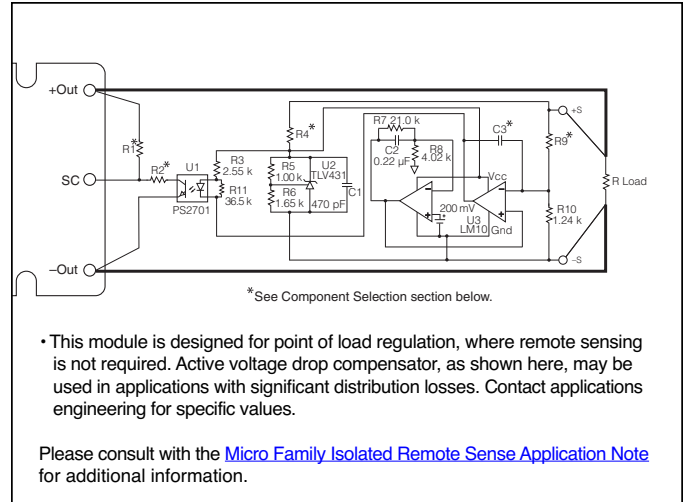 +Out
R1*
SC
R2*
U1
PS2701
–Out
R3
2.55 k
R11
36.5 k
R4*
R5
1.00 k
R6
1.65 k
U2
TLV431
470 pF
C1
R7 21.0 k
C2
0.22 µF
R8
4.02 k
C3*
Vcc
200 mV
U3
LM10
Gnd
+S
R9*
R10
1.24 k
–S
R Load
*See Component Selection section below.
• This module is designed for point of load regulation, where remote sensing
is not required. Active voltage drop compensator, as shown here, may be
used in applications with significant distribution losses. Contact applications
engineering for specific values.
Please consult with the Micro Family Isolated Remote Sense Application Note
for additional information.